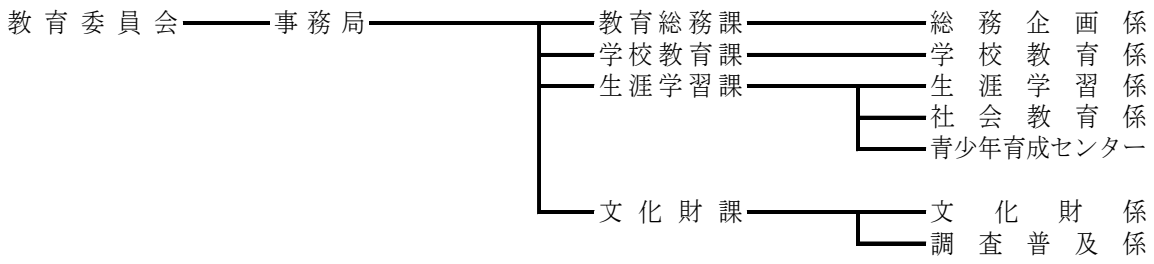 教育委員会 事務局 教育総務課 総務企画係
学校教育課 学校教育係
生涯学習課 生涯学習係
社会教育係
青少年育成センター
文化財課 文化財係
調査普及係